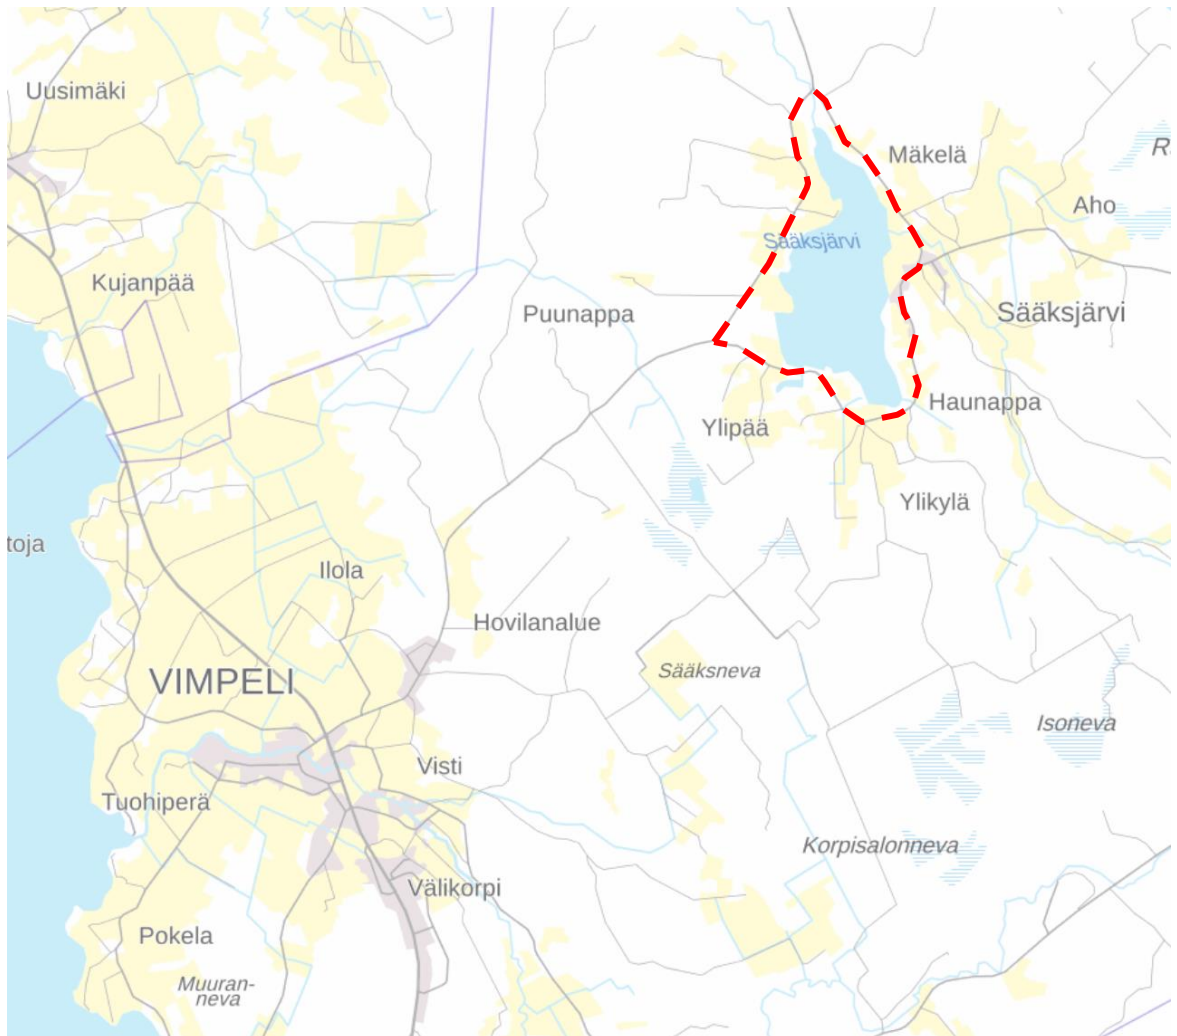 Uusimäki
Mäkelä
Aho
Sääksjärvi
Kujanpää
Puunappa
Sääksjärvi
Haunappa
Ylipää
Ylikylä
toja
Ilola
Hovilanalue
VIMPELI
Sääksneva
Isoneva
Visti
Tuohiperä
Korpisalonneva
Välikorpi
Pokela
Muuran-
neva